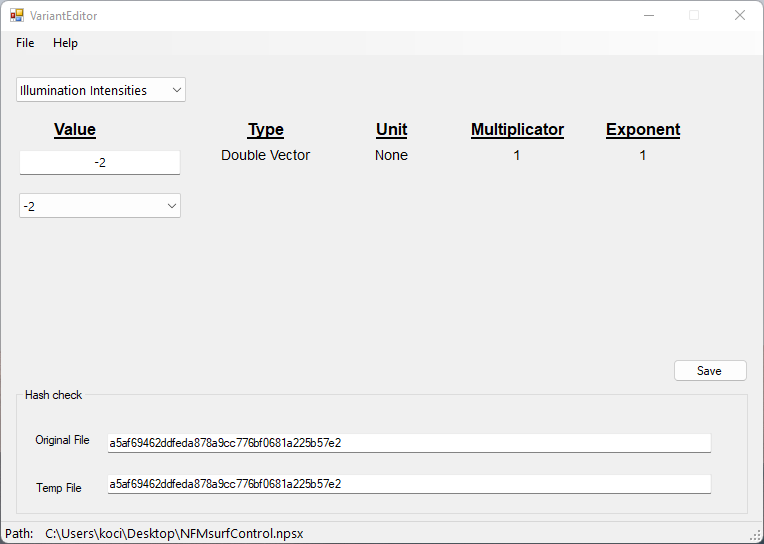 VariantEditor
File Help
Illumination Intensities
Value Type Unit Multiplicator Exponent
-2 Double Vector None 1 1
-2
Save
Hash check
Original File a5af69462ddfeda878a9cc776bf0681a225b57e2
Temp File a5af69462ddfeda878a9cc776bf0681a225b57e2
Path: C:\Users\koci\Desktop\NFMsurfControl.npsx